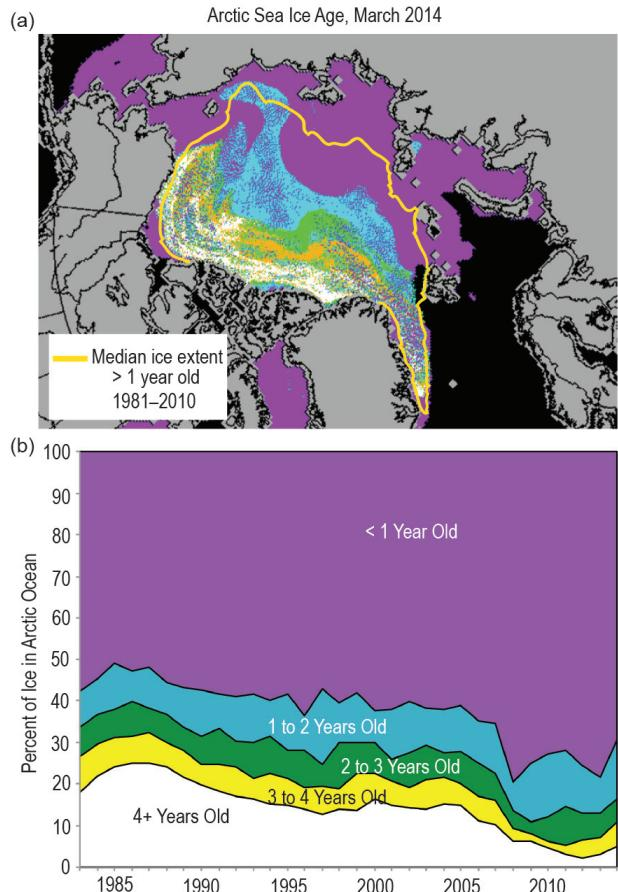 (a)
Arctic Sea Ice Age, March 2014
Median ice extent
> 1 year old
1981–2010
(b)
Percent of Ice in Arctic Ocean
100
90
80
70
60
50
40
30
20
10
0
< 1 Year Old
1 to 2 Years Old
2 to 3 Years Old
3 to 4 Years Old
4+ Years Old
1985 1990 1995 2000 2005 2010